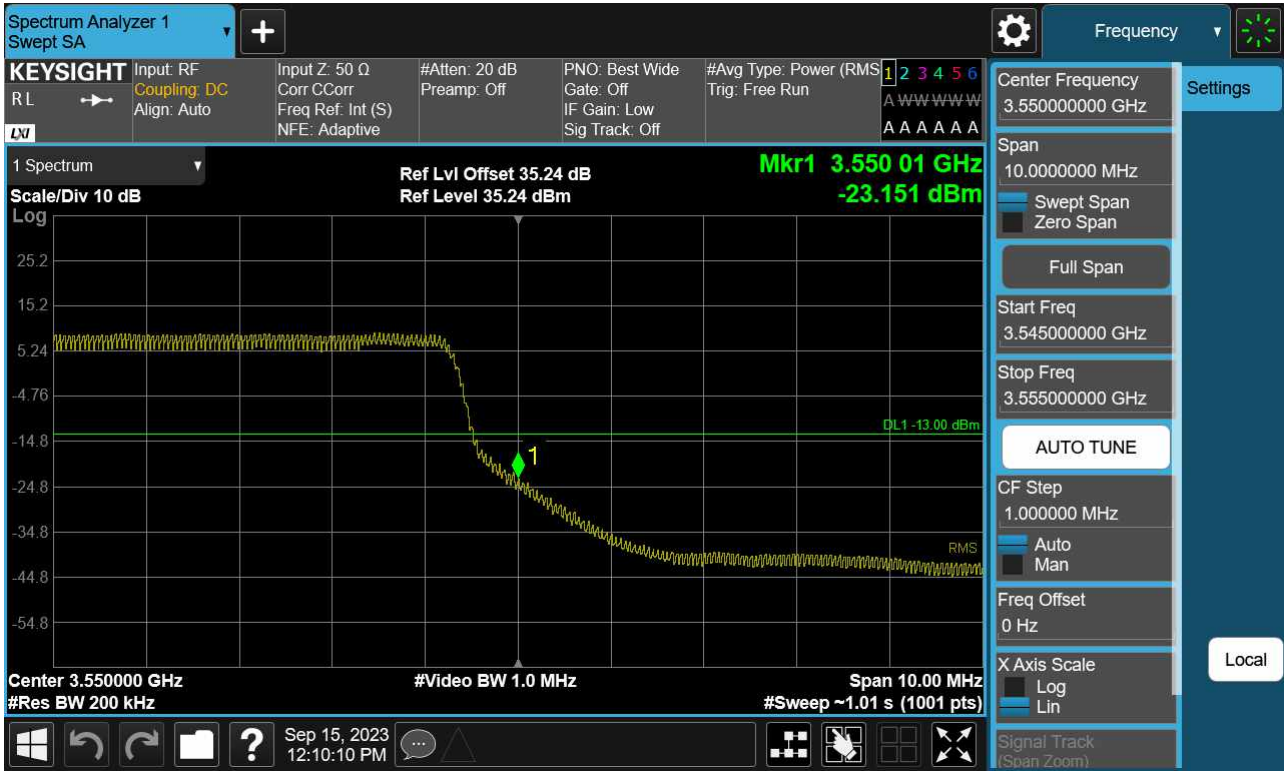 Spectrum Analyzer 1
Swept SA
+
Frequency
KEYSIGHT
R L
LXI
Input: RF
Coupling: DC
Align: Auto
Input Z: 50 Ω
Corr CCorr
Freq Ref: Int (S)
NFE: Adaptive
#Atten: 20 dB
Preamp: Off
PNO: Best Wide
Gate: Off
IF Gain: Low
Sig Track: Off
#Avg Type: Power (RMS
Trig: Free Run
1 2 3 4 5 6
A W W W W W
A A A A A A
1 Spectrum
Scale/Div 10 dB
Log
Ref Lvl Offset 35.24 dB
Ref Level 35.24 dBm
Mkr1 3.550 01 GHz
-23.151 dBm
25.2
15.2
5.24
-4.76
-14.8
-24.8
-34.8
-44.8
-54.8
DL1 -13.00 dBm
1
RMS
Center 3.550000 GHz
#Res BW 200 kHz
#Video BW 1.0 MHz
Span 10.00 MHz
#Sweep ~1.01 s (1001 pts)
Center Frequency
3.550000000 GHz
Settings
Span
10.0000000 MHz
Swept Span
Zero Span
Full Span
Start Freq
3.545000000 GHz
Stop Freq
3.555000000 GHz
AUTO TUNE
CF Step
1.000000 MHz
Auto
Man
Freq Offset
0 Hz
X Axis Scale
Log
Lin
Local
Signal Track
(Span Zoom)
?
Sep 15, 2023
12:10:10 PM